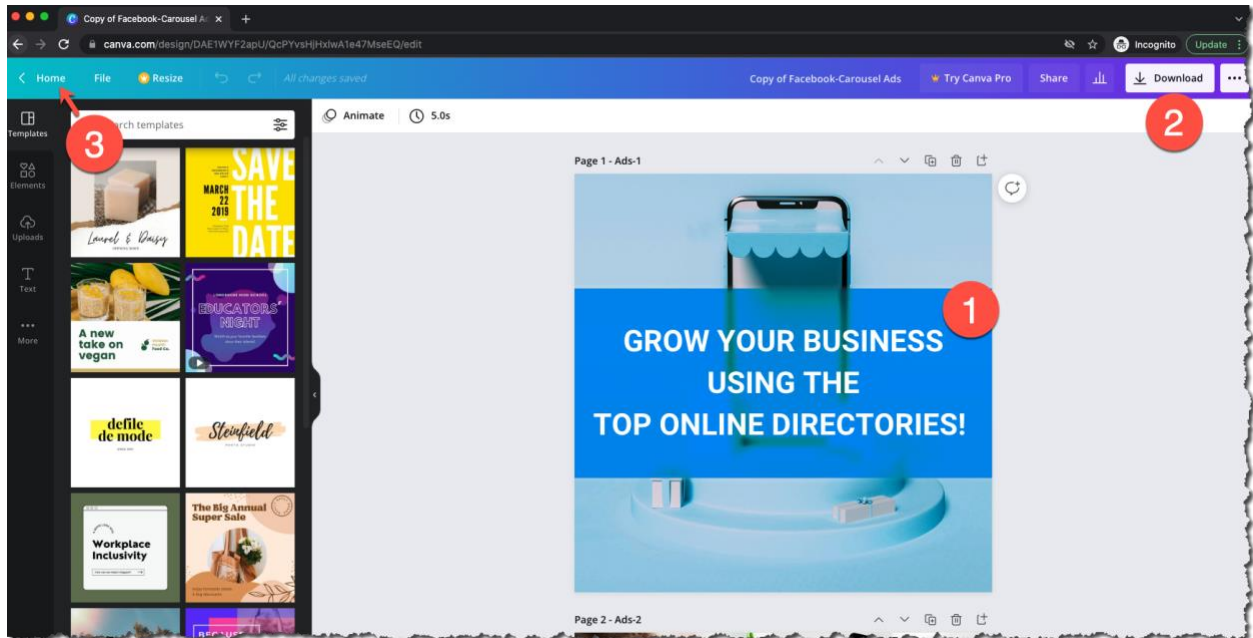 Copy of Facebook-Carousel Ad
canva.com/design/DAE1WYF2apU/QcPYvsHjHxIwA1e47MseEQ/edit
Incognito
Update
Home
File
Resize
All changes saved
Copy of Facebook-Carousel Ads
Try Canva Pro
Share
Download
Templates
templates
Animate
5.0s
2
3
Elements
Uploads
Text
More
Laurel & Daisy
SAVE
THE
DATE
MARCH
22
2019
A new
take on
vegan
EDUCATORS'
NIGHT
defile
de mode
Steinfield
Workplace
Inclusivity
The Big Annual
Super Sale
BECAUSE
Page 1 - Ads-1
1
GROW YOUR BUSINESS
USING THE
TOP ONLINE DIRECTORIES!
Page 2 - Ads-2